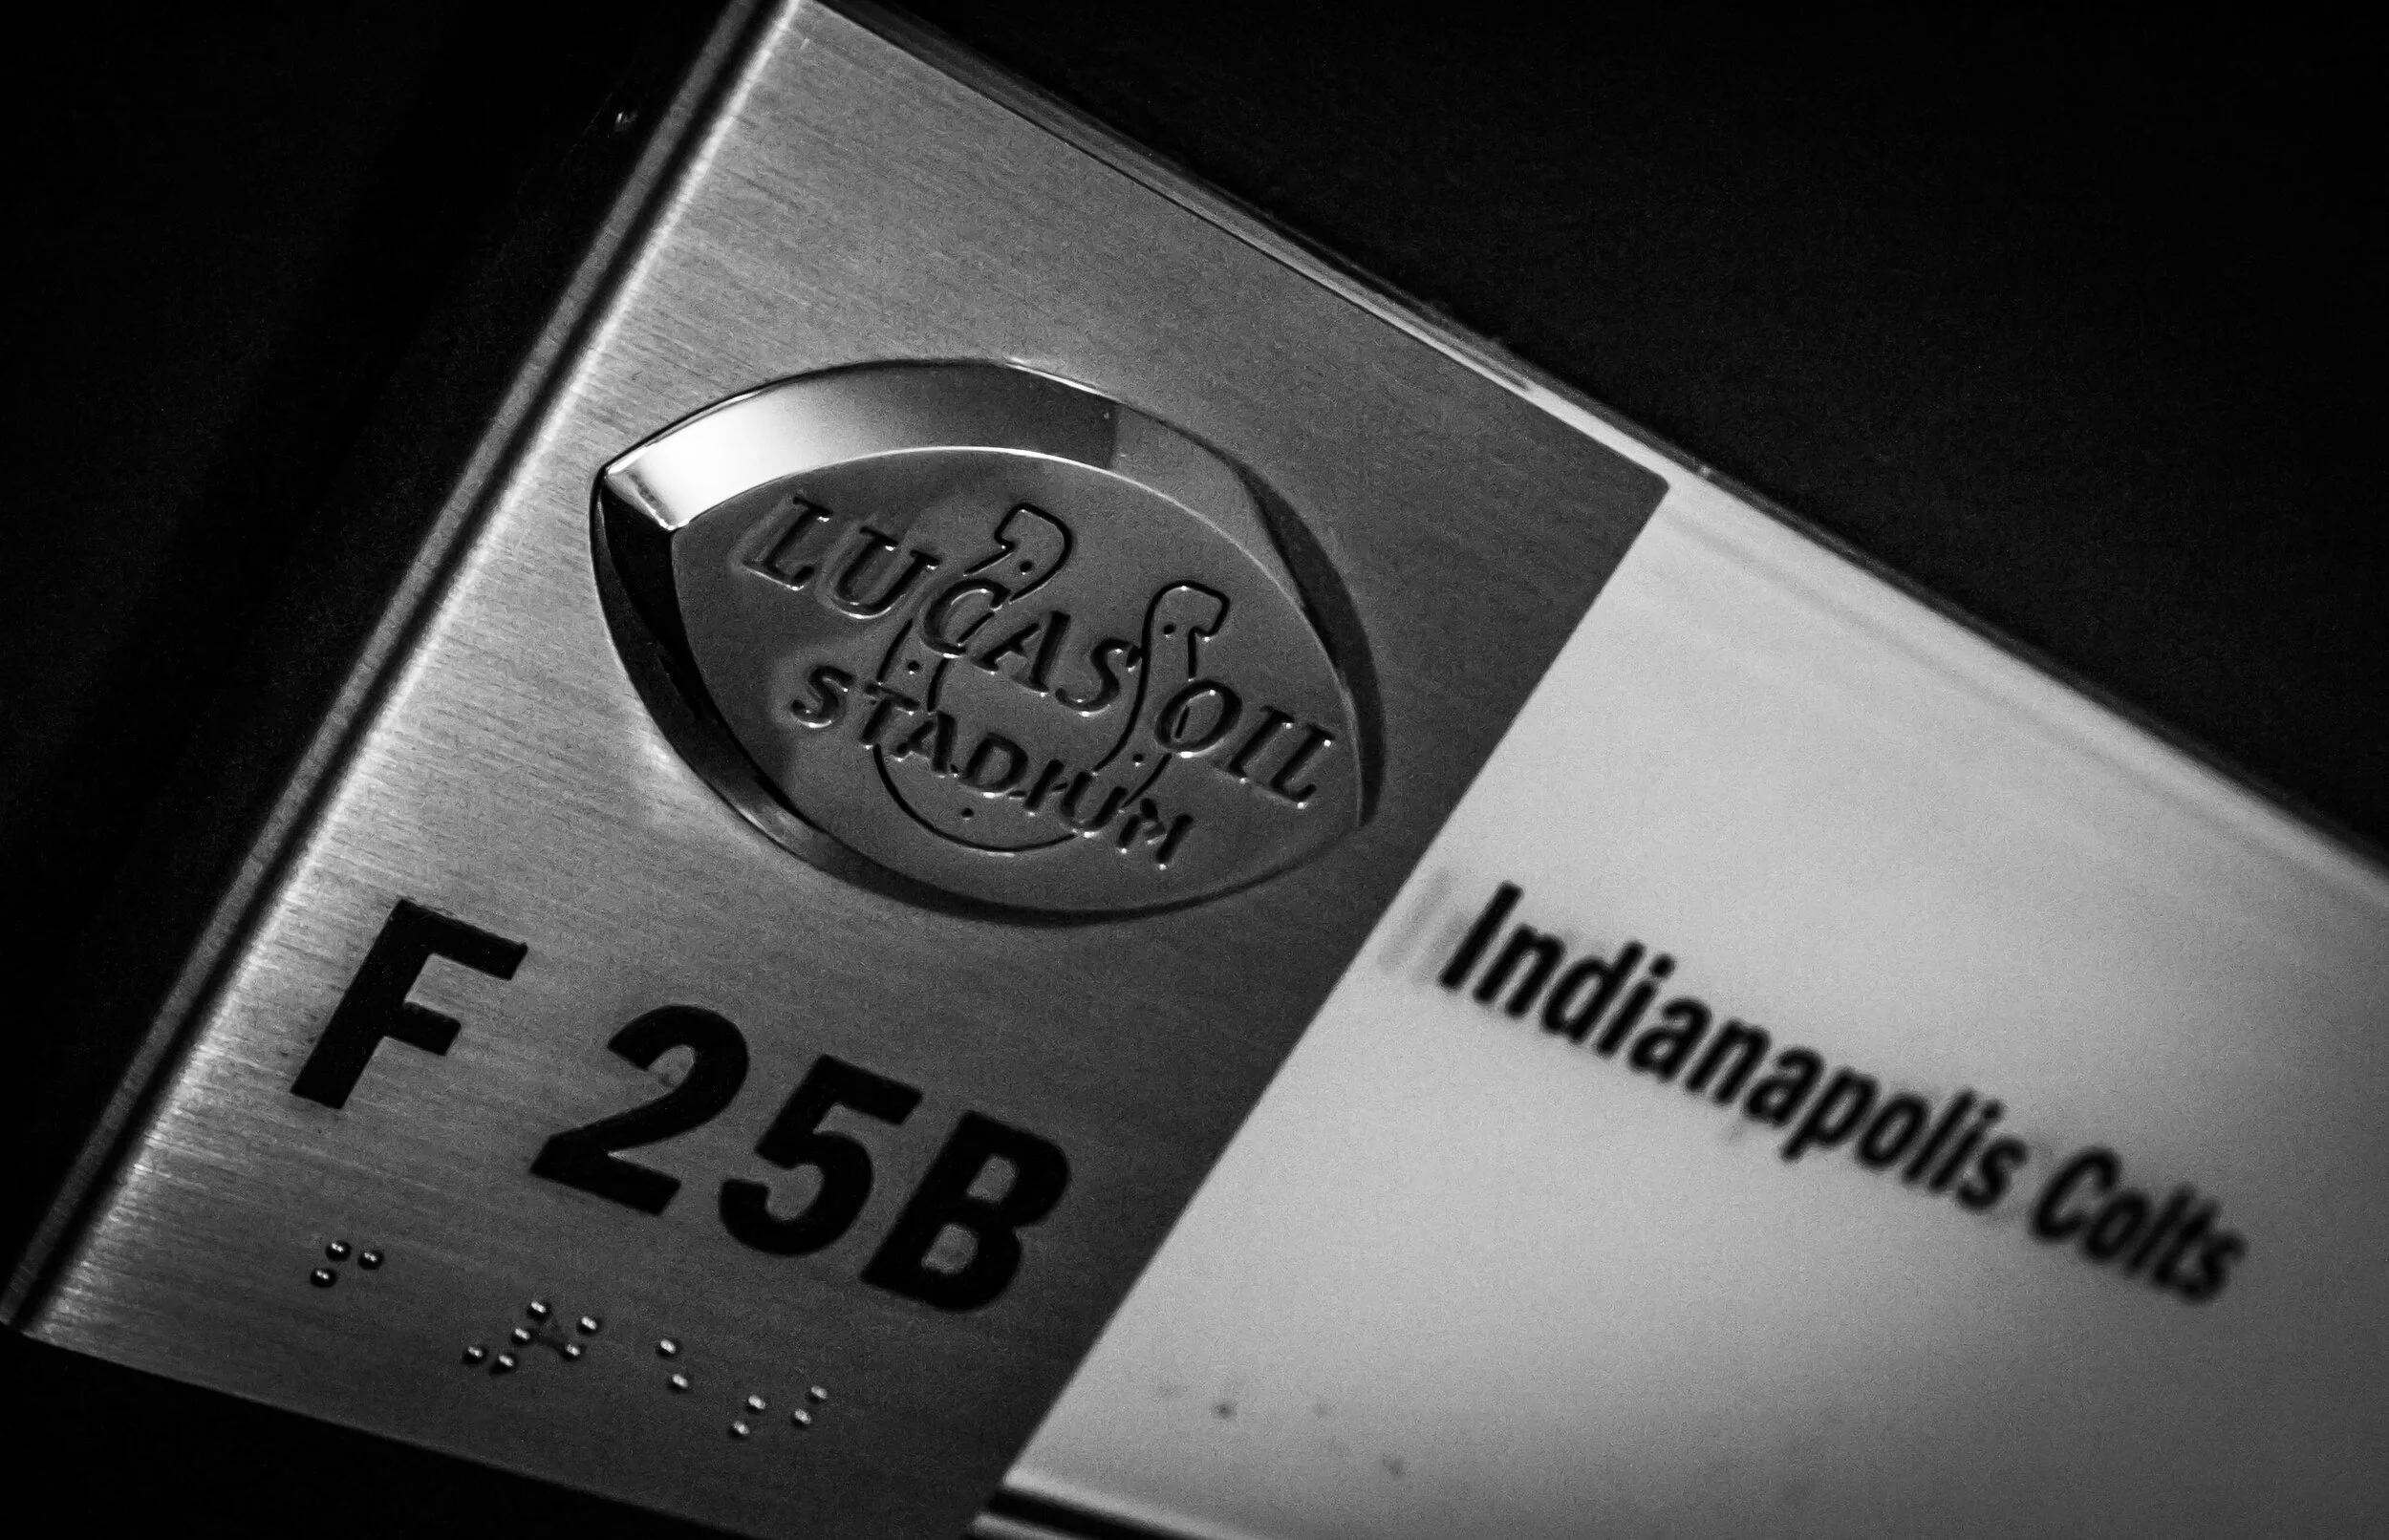 LUCAS OIL
STADIUM
F 25B
Indianapolis Colts